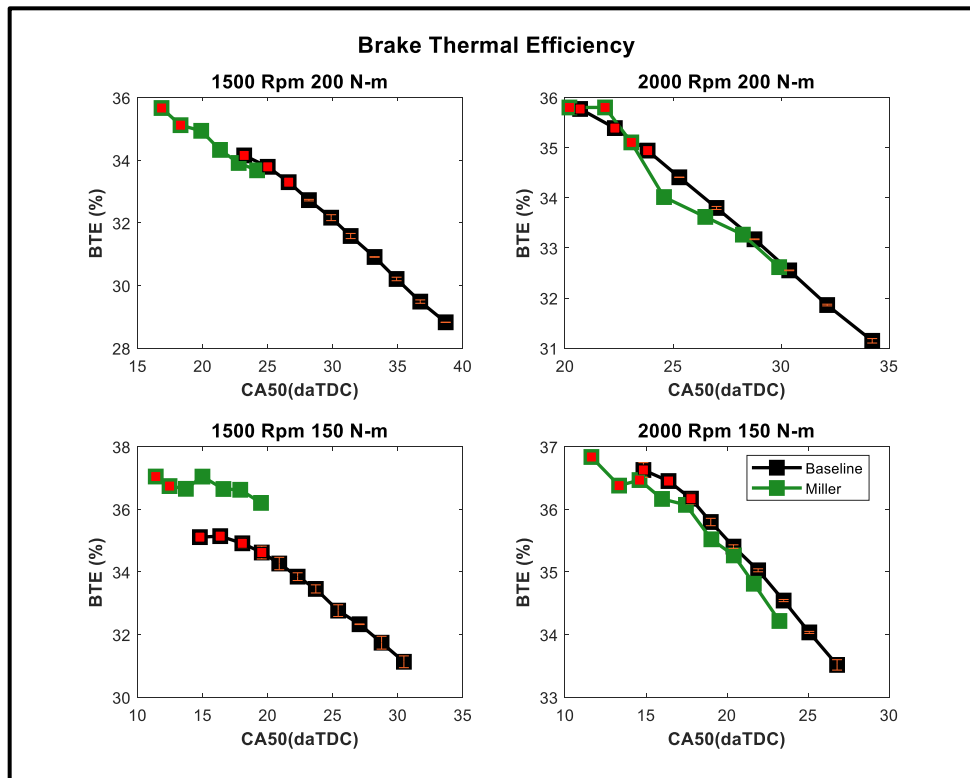 Brake Thermal Efficiency
1500 Rpm 200 N-m
36
34
32
30
28
BTE (%)
15 20 25 30 35 40
CA50(daTDC)
2000 Rpm 200 N-m
36
35
34
33
32
31
BTE (%)
20 25 30 35
CA50(daTDC)
1500 Rpm 150 N-m
38
36
34
32
30
BTE (%)
10 15 20 25 30 35
CA50(daTDC)
2000 Rpm 150 N-m
37
36
35
34
33
BTE (%)
Baseline
Miller
10 15 20 25 30
CA50(daTDC)